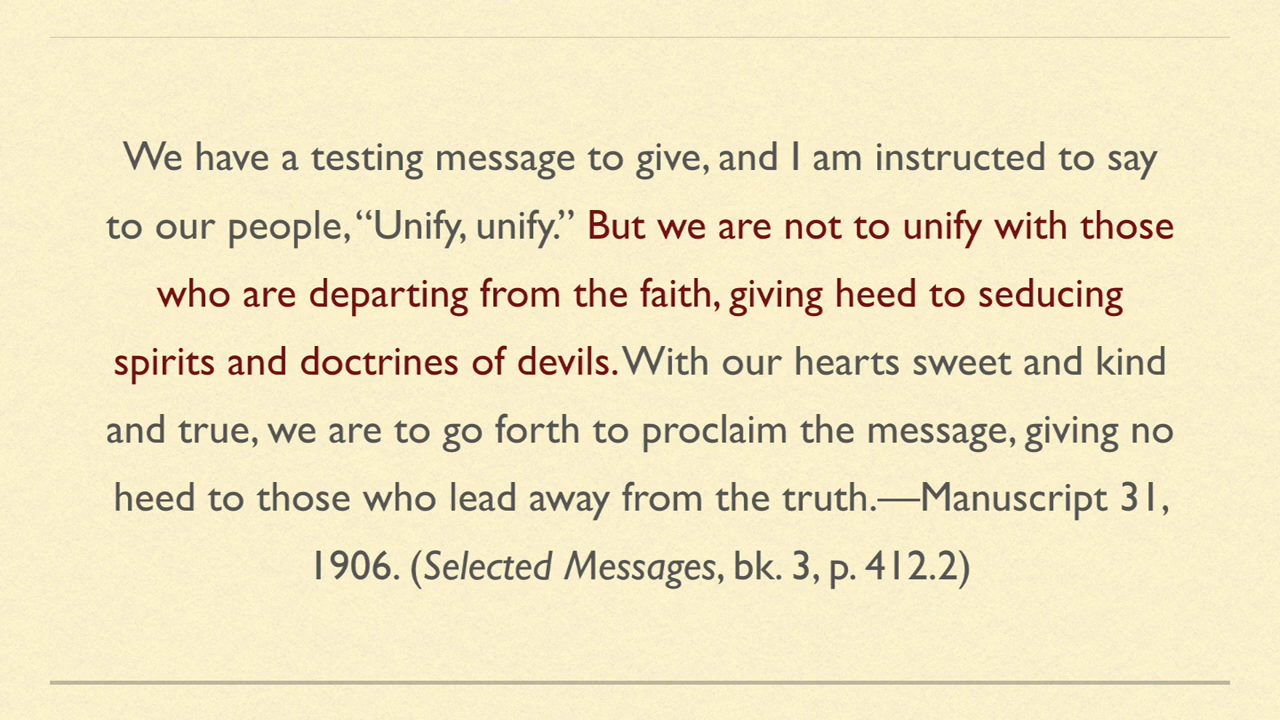 We have a testing message to give, and I am instructed to say
to our people, “Unify, unify.” But we are not to unify with those
who are departing from the faith, giving heed to seducing
spirits and doctrines of devils. With our hearts sweet and kind
and true, we are to go forth to proclaim the message, giving no
heed to those who lead away from the truth.—Manuscript 31,
1906. (Selected Messages, bk. 3, p. 412.2)